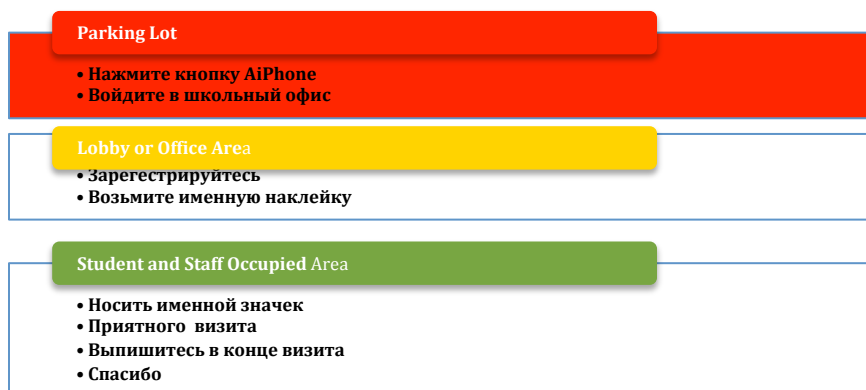 Parking Lot
• Нажмите кнопку AiPhone
• Войдите в школьный офис
Lobby or Office Area
• Зарегестрируйтесь
• Возьмите именную наклейку
Student and Staff Occupied Area
• Носить именной значек
• Приятного визита
• Выпишитесь в конце визита
• Спасибо